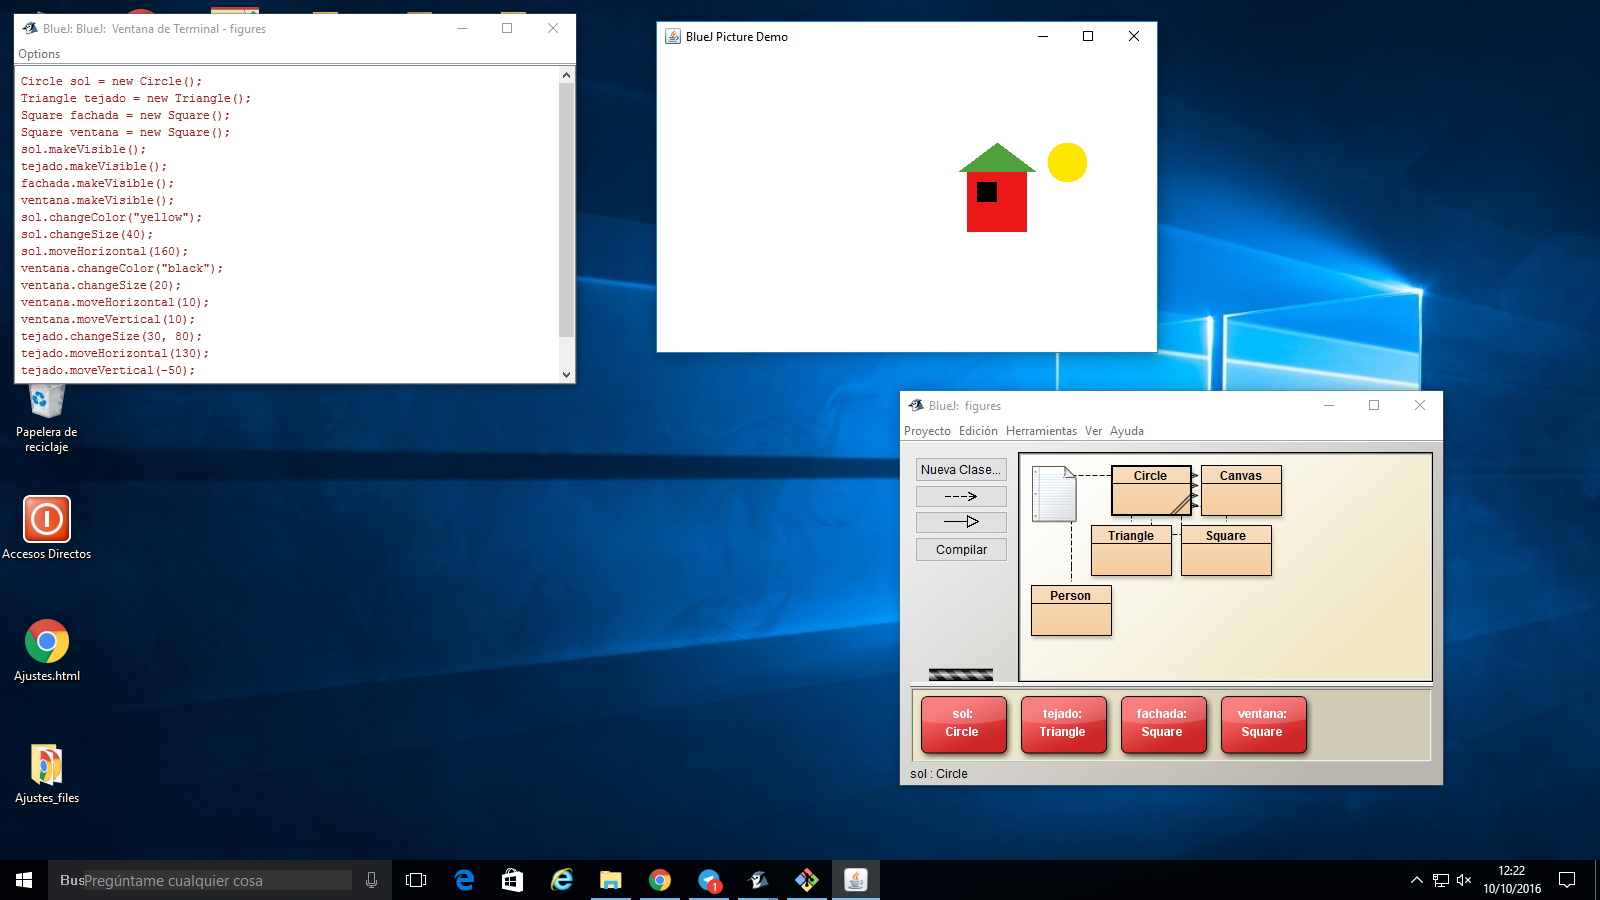 BlueJ: BlueJ:  Ventana de Terminal - figures
Options
Circle sol = new Circle();
Triangle tejado = new Triangle();
Square fachada = new Square();
Square ventana = new Square();
sol.makeVisible();
tejado.makeVisible();
fachada.makeVisible();
ventana.makeVisible();
sol.changeColor("yellow");
sol.changeSize(40);
sol.moveHorizontal(160);
ventana.changeColor("black");
ventana.changeSize(20);
ventana.moveHorizontal(10);
ventana.moveVertical(10);
tejado.changeSize(30, 80);
tejado.moveHorizontal(130);
tejado.moveVertical(-50);
BlueJ Picture Demo
Papelera de
reciclaje
Accesos Directos
Ajustes.html
Ajustes_files
BlueJ:  figures
Proyecto Edición Herramientas Ver Ayuda
Nueva Clase...
Compilar
Circle
Canvas
Triangle
Square
Person
sol:
Circle
tejado:
Triangle
fachada:
Square
ventana:
Square
sol : Circle
BusPregúntame cualquier cosa
1
12:22
10/10/2016